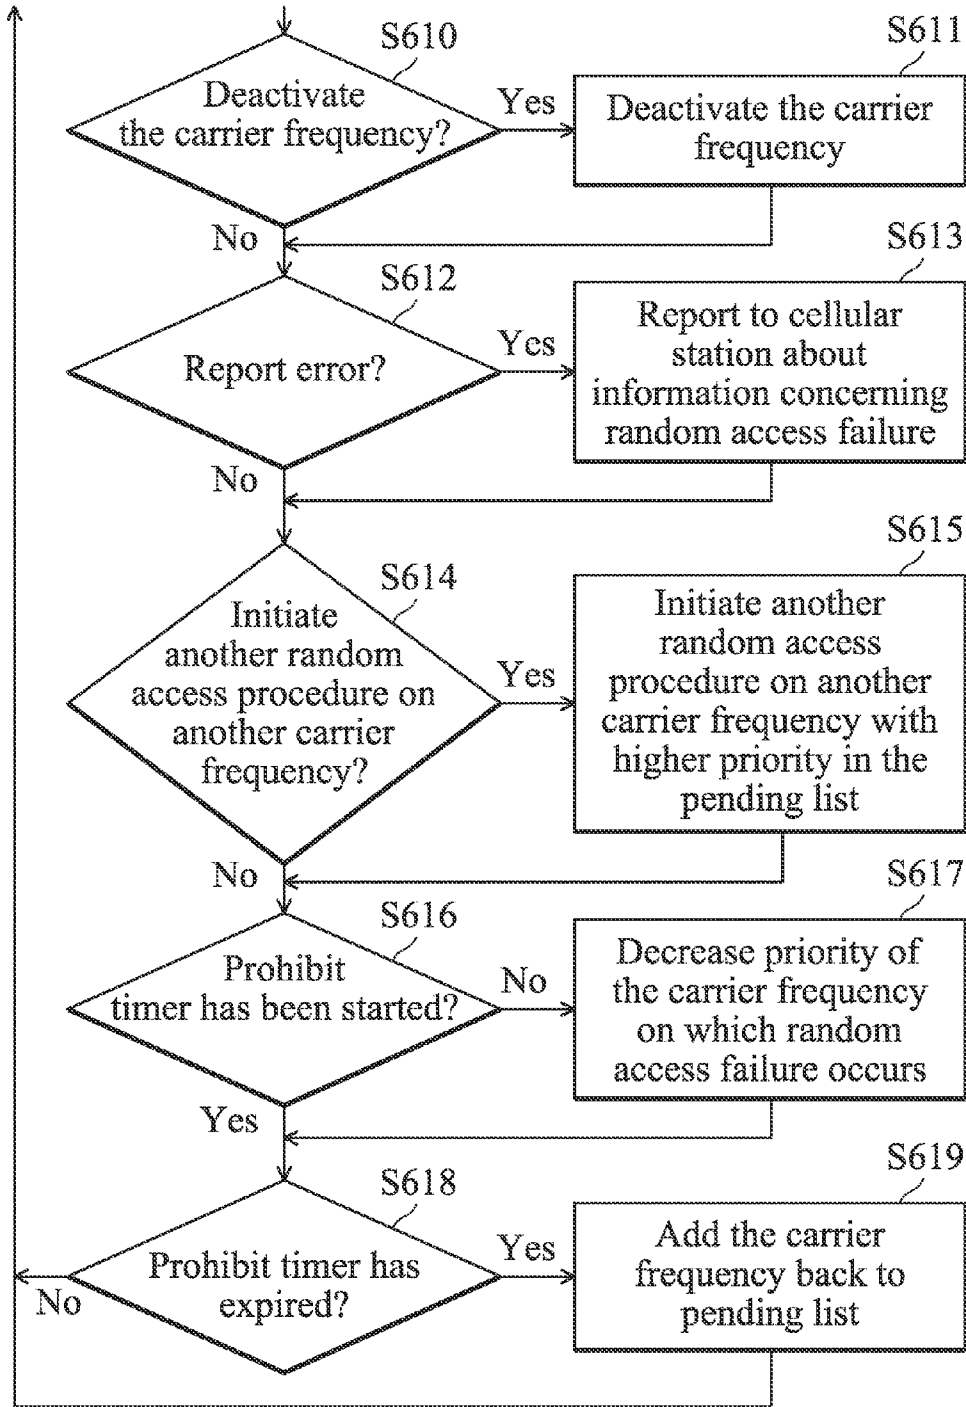 S610
Deactivate
the carrier frequency?
Yes
No
S611
Deactivate the carrier
frequency
S612
Report error?
Yes
No
S613
Report to cellular
station about
information concerning
random access failure
S614
Initiate
another random
access procedure on
another carrier
frequency?
Yes
No
S615
Initiate another
random access
procedure on another
carrier frequency with
higher priority in the
pending list
S616
Prohibit
timer has been started?
No
Yes
S617
Decrease priority of
the carrier frequency
on which random
access failure occurs
S618
Prohibit timer has
expired?
Yes
No
S619
Add the carrier
frequency back to
pending list